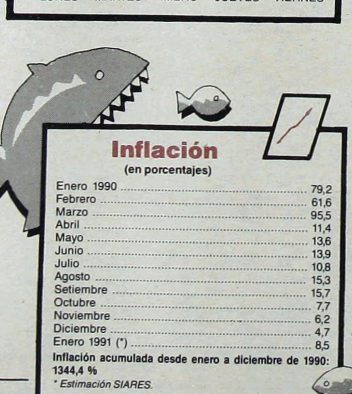 Inflación
(en porcentajes)
Enero 1990 ........ 79,2
Febrero ........ 61,6
Marzo ........ 95,5
Abril ........ 11,4
Mayo ........ 13,6
Junio ........ 13,9
Julio ........ 10,8
Agosto ........ 15,3
Setiembre ........ 15,7
Octubre ........ 7,7
Noviembre ........ 6,2
Diciembre ........ 4,7
Enero 1991 (*) ........ 8,5
Inflación acumulada desde enero a diciembre de 1990:
1344,4 %
* Estimación SIARES.